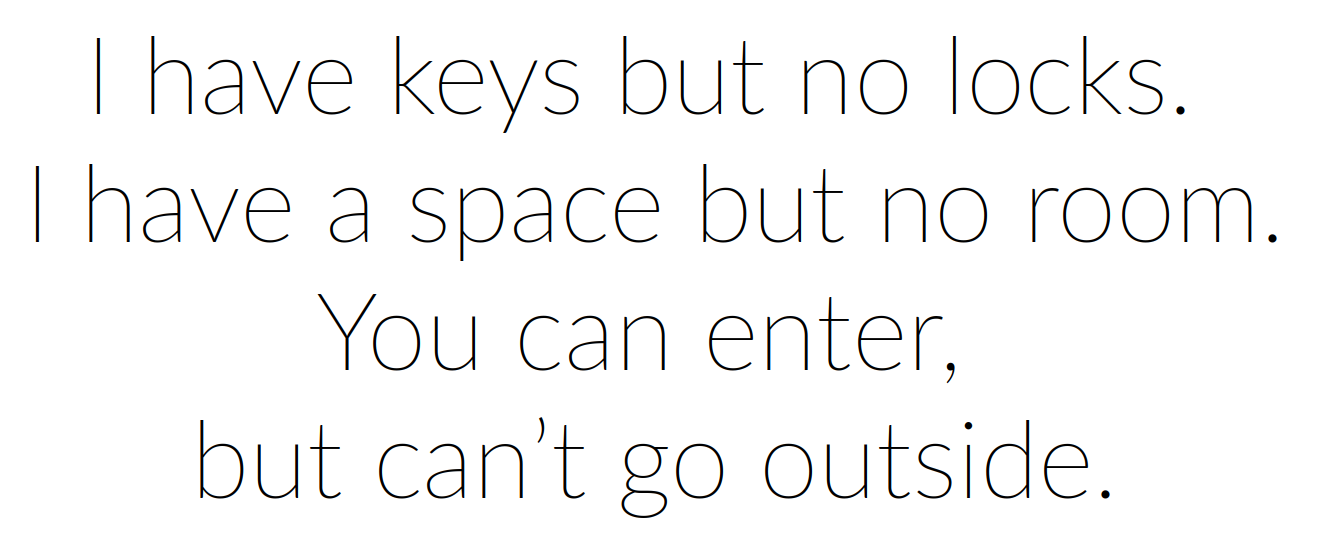 I have keys but no locks.
I have a space but no room.
You can enter,
but can’t go outside.